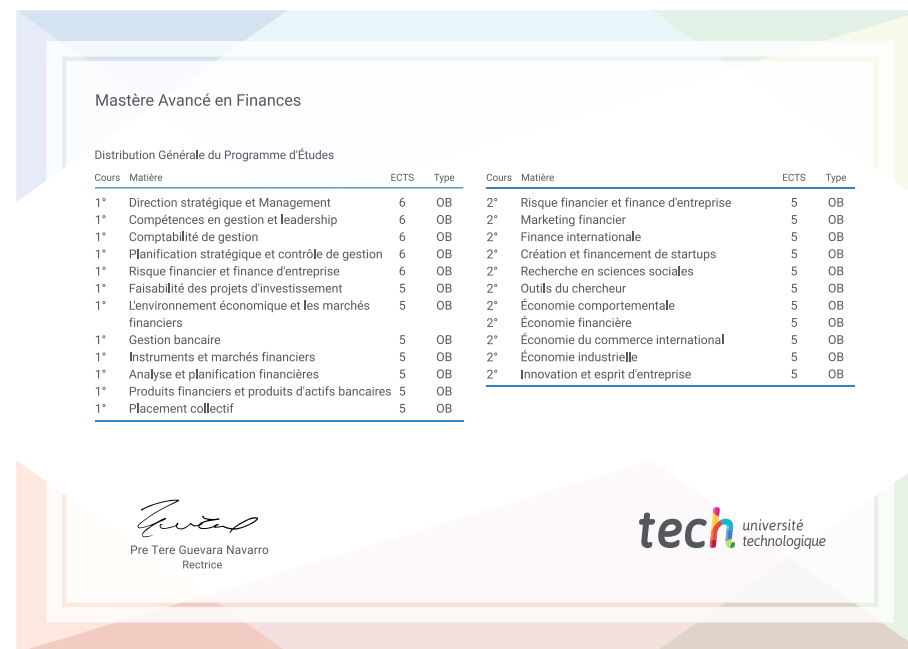 Mastère Avancé en Finances
Distribution Générale du Programme d'Études
Cours Matière ECTS Type
1° Direction stratégique et Management 6 OB
1° Compétences en gestion et leadership 6 OB
1° Comptabilité de gestion 6 OB
1° Planification stratégique et contrôle de gestion 6 OB
1° Risque financier et finance d'entreprise 6 OB
1° Faisabilité des projets d'investissement 5 OB
1° L'environnement économique et les marchés 5 OB
financiers
1° Gestion bancaire 5 OB
1° Instruments et marchés financiers 5 OB
1° Analyse et planification financières 5 OB
1° Produits financiers et produits d'actifs bancaires 5 OB
1° Placement collectif 5 OB
Cours Matière ECTS Type
2° Risque financier et finance d'entreprise 5 OB
2° Marketing financier 5 OB
2° Finance internationale 5 OB
2° Création et financement de startups 5 OB
2° Recherche en sciences sociales 5 OB
2° Outils du chercheur 5 OB
2° Économie comportementale 5 OB
2° Économie financière 5 OB
2° Économie du commerce international 5 OB
2° Économie industrielle 5 OB
2° Innovation et esprit d'entreprise 5 OB
Pre Tere Guevara Navarro
Rectrice
tech université
technologique